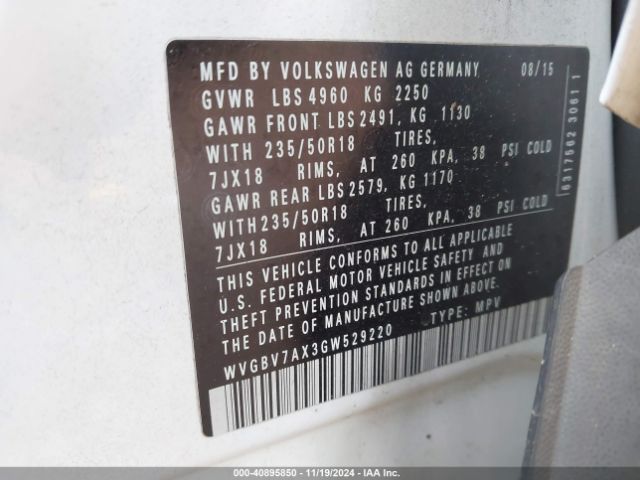 MFD BY VOLKSWAGEN AG GERMANY 08/15
GVWR LBS 4960 KG 2250
GAWR FRONT LBS 2491, KG 1130
WITH 235/50R18 TIRES,
7JX18 RIMS, AT 260 KPA, 38 PSI COLD
GAWR REAR LBS 2579, KG 1170
WITH 235/50R18 TIRES,
7JX18 RIMS, AT 260 KPA, 38 PSI COLD
THIS VEHICLE CONFORMS TO ALL APPLICABLE
U.S. FEDERAL MOTOR VEHICLE SAFETY AND
THEFT PREVENTION STANDARDS IN EFFECT ON
THE DATE OF MANUFACTURE SHOWN ABOVE.
WVGBV7AX3GW529220 TYPE: MPV
6317562 3061 1
000-40895850 - 11/19/2024 - IAA Inc.